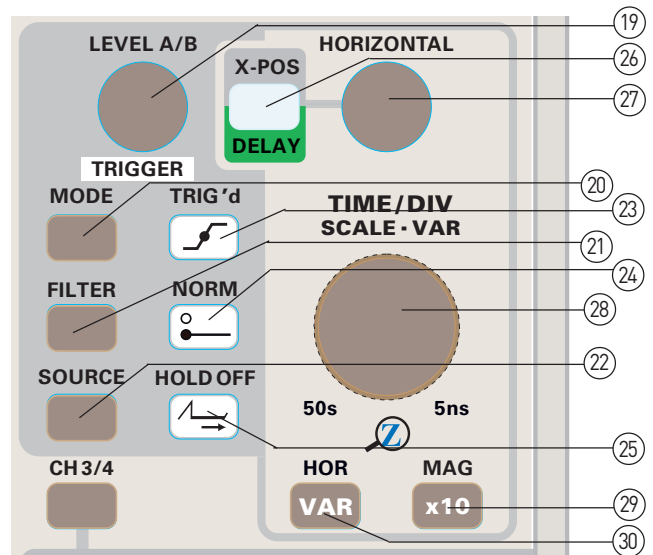 LEVEL A/B
HORIZONTAL
19
X-POS
26
27
DELAY
TRIGGER
MODE
TRIG'd
20
TIME/DIV
23
SCALE · VAR
21
FILTER
NORM
24
28
SOURCE
HOLD OFF
22
50s
5ns
Z
25
CH 3/4
HOR
MAG
VAR
x10
29
30